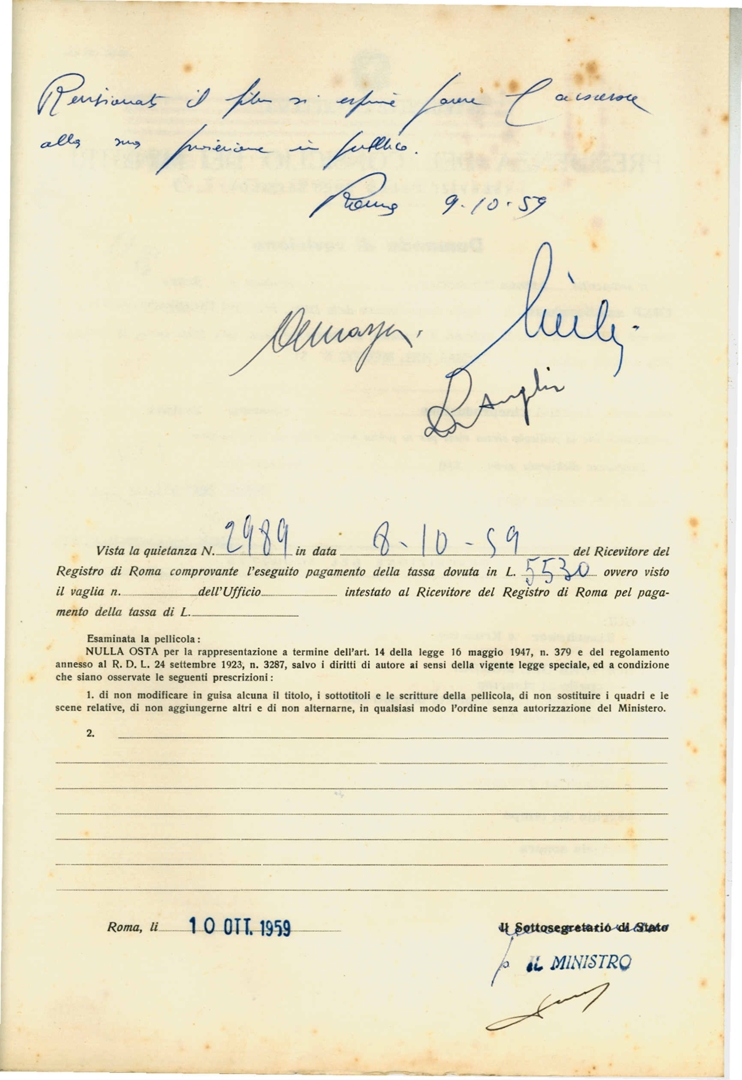 Revisionato il film si esprime parere favorevole
alla sua proiezione in pubblico.
Roma 9-10-59
Vista la quietanza N. 2989 in data 8-10-59 del Ricevitore del
Registro di Roma comprovante l'eseguito pagamento della tassa dovuta in L. 5530 ovvero visto
il vaglia n. dell'Ufficio intestato al Ricevitore del Registro di Roma pel paga-
mento della tassa di L.
Esaminata la pellicola :
NULLA OSTA per la rappresentazione a termine dell'art. 14 della legge 16 maggio 1947, n. 379 e del regolamento
annesso al R. D. L. 24 settembre 1923, n. 3287, salvo i diritti di autore ai sensi della vigente legge speciale, ed a condizione
che siano osservate le seguenti prescrizioni :
1. di non modificare in guisa alcuna il titolo, i sottotitoli e le scritture della pellicola, di non sostituire i quadri e le
scene relative, di non aggiungerne altri e di non alternarne, in qualsiasi modo l'ordine senza autorizzazione del Ministero.
2.
Roma, li 10 OTT. 1959
Il Sottosegretario di Stato
p IL MINISTRO